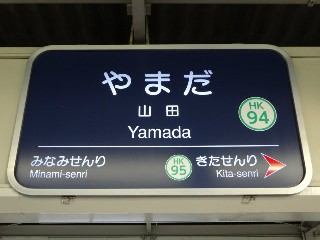 やまだ
山田
Yamada
HK
94
みなみせんり
Minami-senri
HK
95
きたせんり
Kita-senri